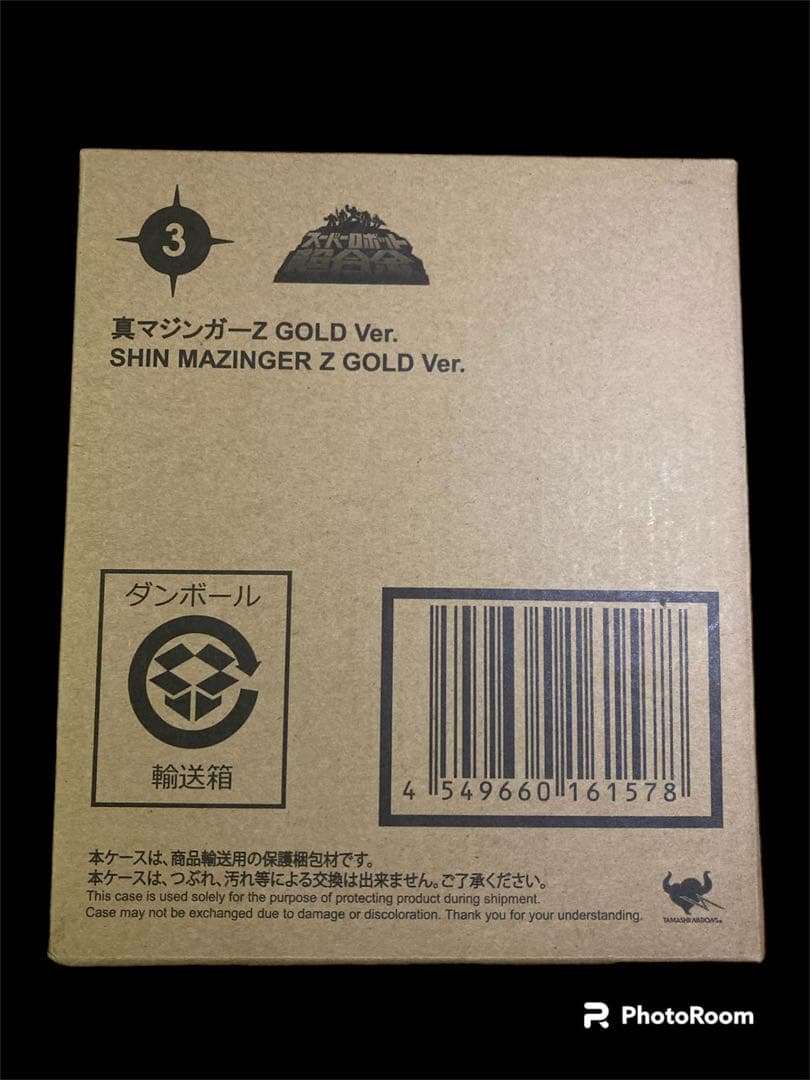 3
スーパーロボット
超合金
真マジンガーZ GOLD Ver.
SHIN MAZINGER Z GOLD Ver.
ダンボール
輸送箱
4 549660 161578
本ケースは、商品輸送用の保護梱包材です。
本ケースは、つぶれ、汚れ等による交換は出来ません。ご了承ください。
This case is used solely for the purpose of protecting product during shipment.
Case may not be exchanged due to damage or discoloration. Thank you for your understanding.
TAMASHII NATIONS
PhotoRoom